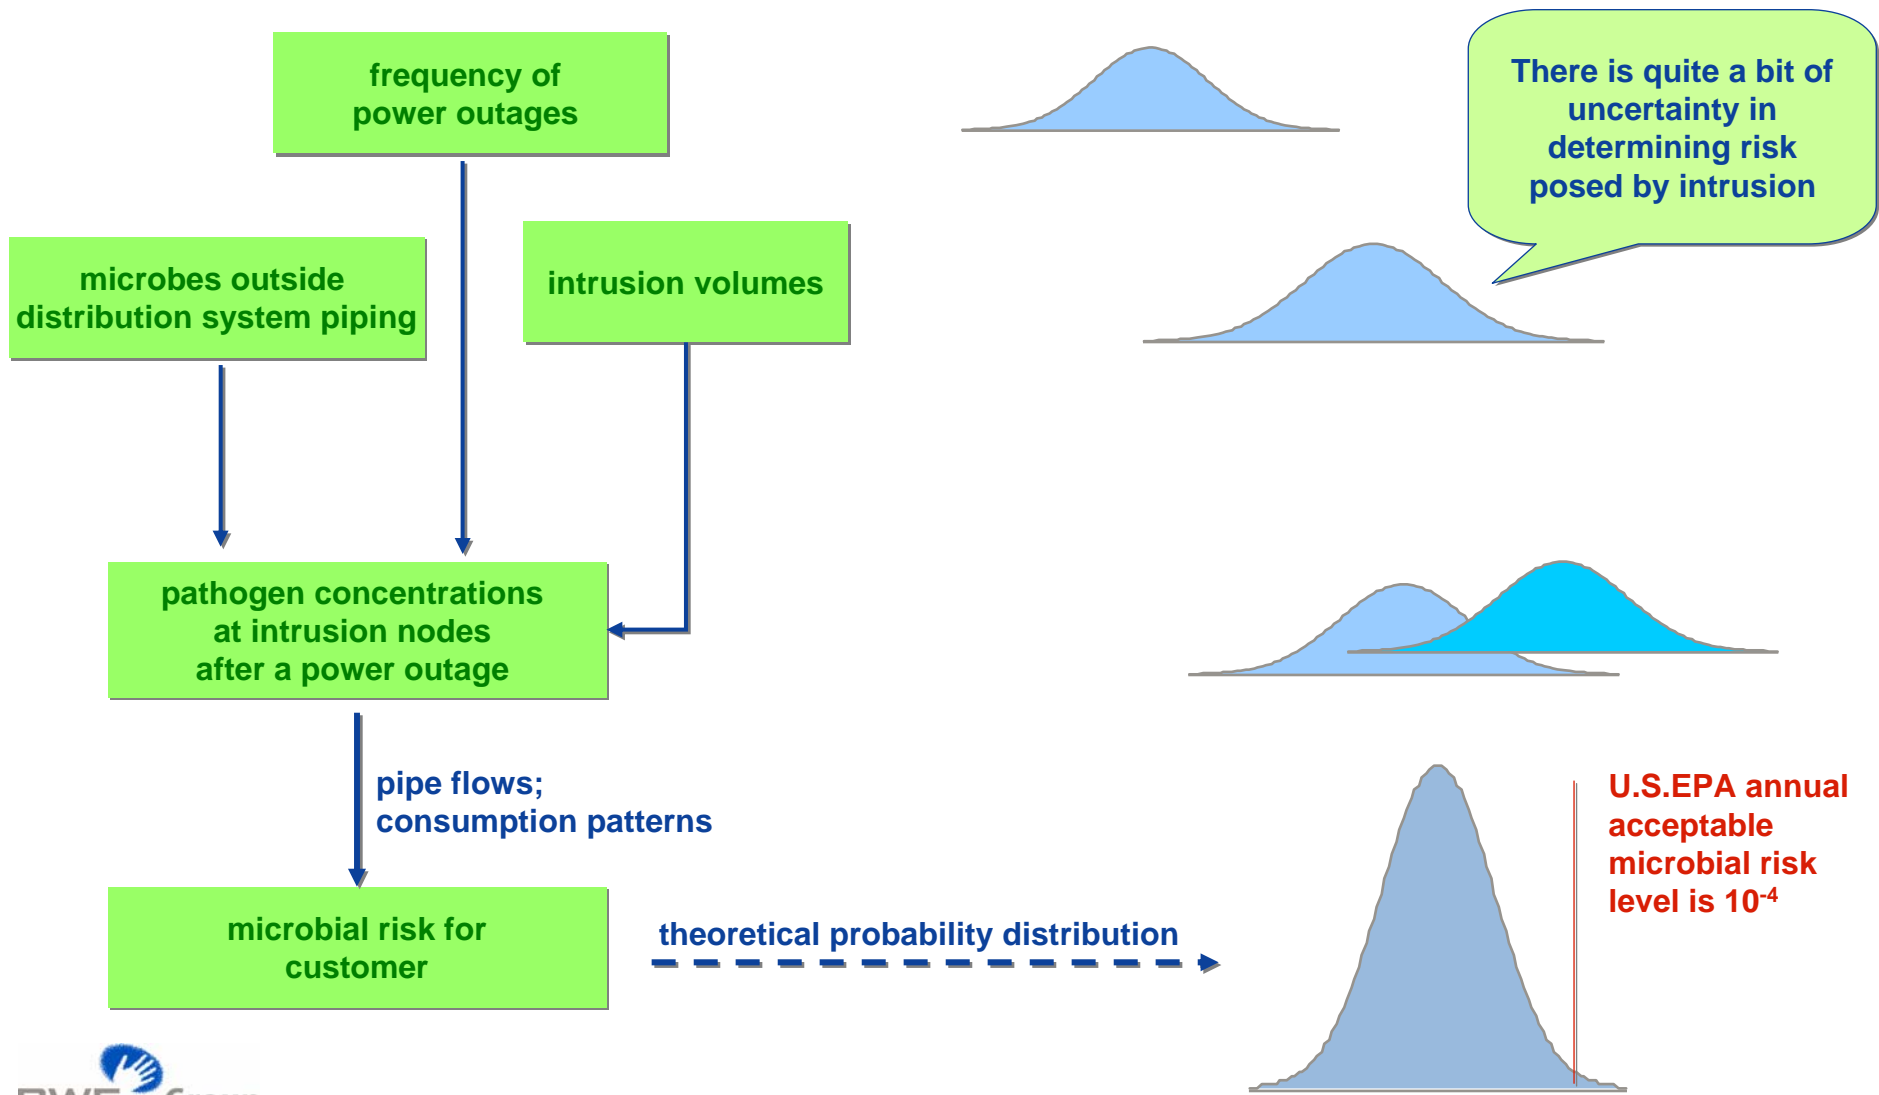 frequency of
power outages
There is quite a bit of
uncertainty in
determining risk
posed by intrusion
microbes outside
distribution system piping
intrusion volumes
pathogen concentrations
at intrusion nodes
after a power outage
pipe flows;
consumption patterns
U.S.EPA annual
acceptable
microbial risk
level is 10-4
microbial risk for
customer
theoretical probability distribution